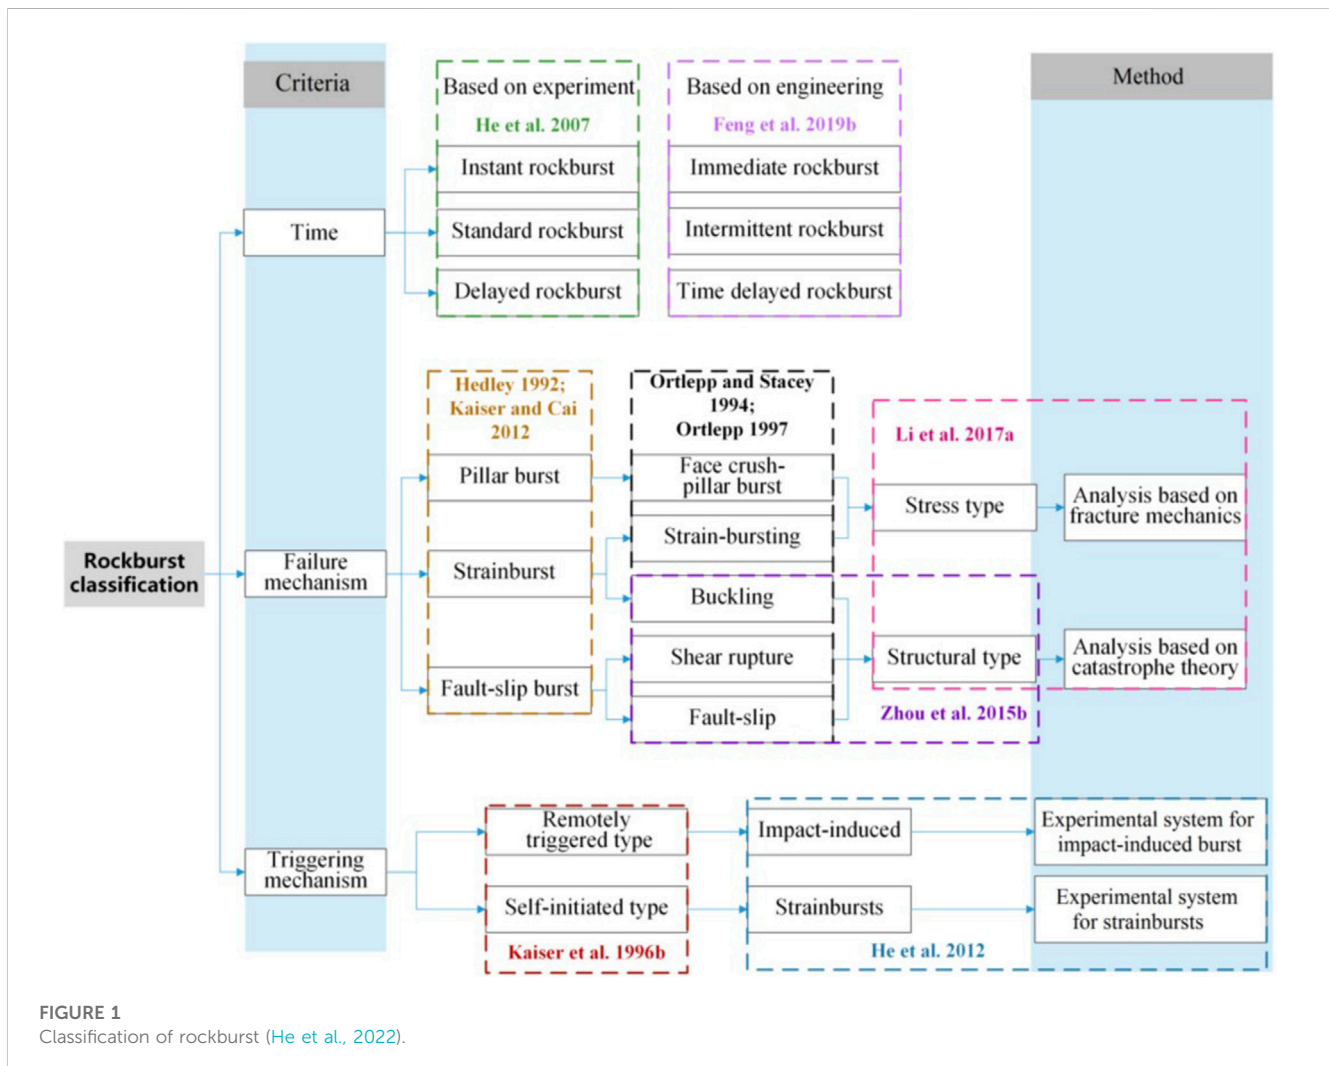 Criteria
Method
Based on experiment
He et al. 2007
Instant rockburst
Standard rockburst
Delayed rockburst
Based on engineering
Feng et al. 2019b
Immediate rockburst
Intermittent rockburst
Time delayed rockburst
Time
Hedley 1992;
Kaiser and Cai
2012
Pillar burst
Strainburst
Fault-slip burst
Ortlepp and Stacey
1994;
Ortlepp 1997
Face crush-
pillar burst
Strain-bursting
Buckling
Shear rupture
Fault-slip
Li et al. 2017a
Stress type
Analysis based on
fracture mechanics
Structural type
Analysis based on
catastrophe theory
Zhou et al. 2015b
Rockburst
classification
Failure
mechanism
Triggering
mechanism
Remotely
triggered type
Self-initiated type
Kaiser et al. 1996b
Impact-induced
Strainbursts
He et al. 2012
Experimental system for
impact-induced burst
Experimental system
for strainbursts
FIGURE 1
Classification of rockburst (He et al., 2022).